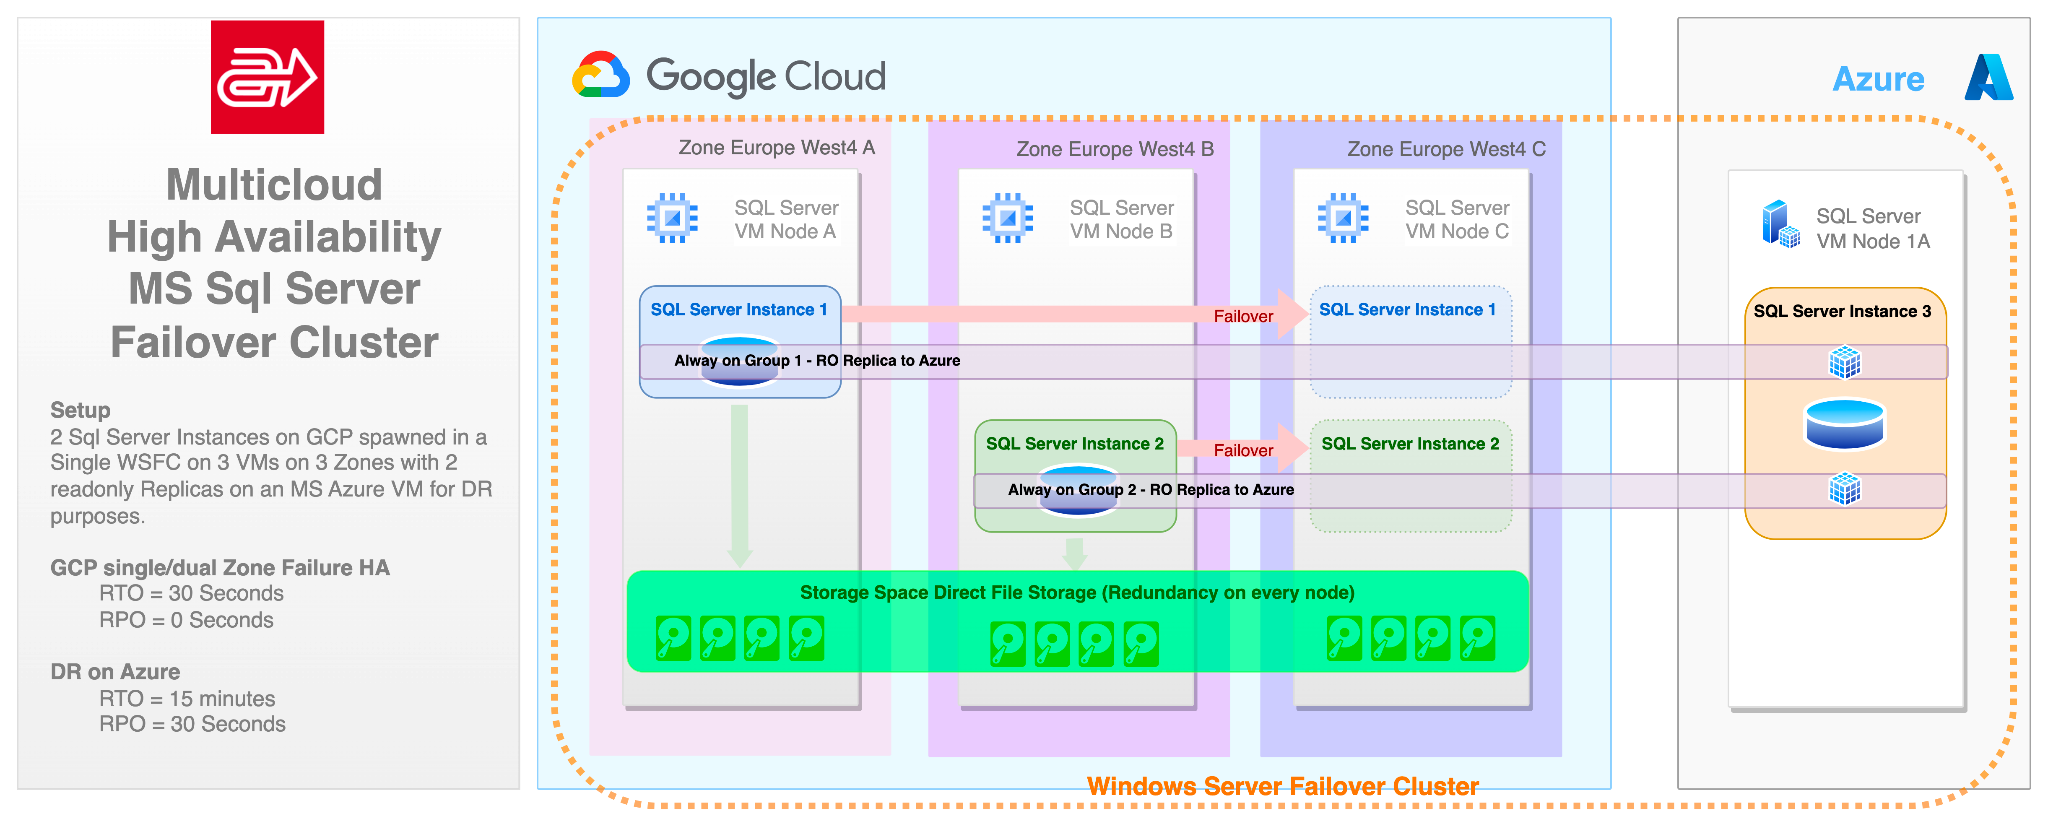 Multicloud
High Availability
MS Sql Server
Failover Cluster
Setup
2 Sql Server Instances on GCP spawned in a
Single WSFC on 3 VMs on 3 Zones with 2
readonly Replicas on an MS Azure VM for DR
purposes.
GCP single/dual Zone Failure HA
RTO = 30 Seconds
RPO = 0 Seconds
DR on Azure
RTO = 15 minutes
RPO = 30 Seconds
Google Cloud
Zone Europe West4 A
Zone Europe West4 B
Zone Europe West4 C
SQL Server
VM Node A
SQL Server
VM Node B
SQL Server
VM Node C
SQL Server Instance 1
Failover
SQL Server Instance 1
Alway on Group 1 - RO Replica to Azure
SQL Server Instance 2
Failover
SQL Server Instance 2
Alway on Group 2 - RO Replica to Azure
Storage Space Direct File Storage (Redundancy on every node)
Windows Server Failover Cluster
Azure
SQL Server
VM Node 1A
SQL Server Instance 3